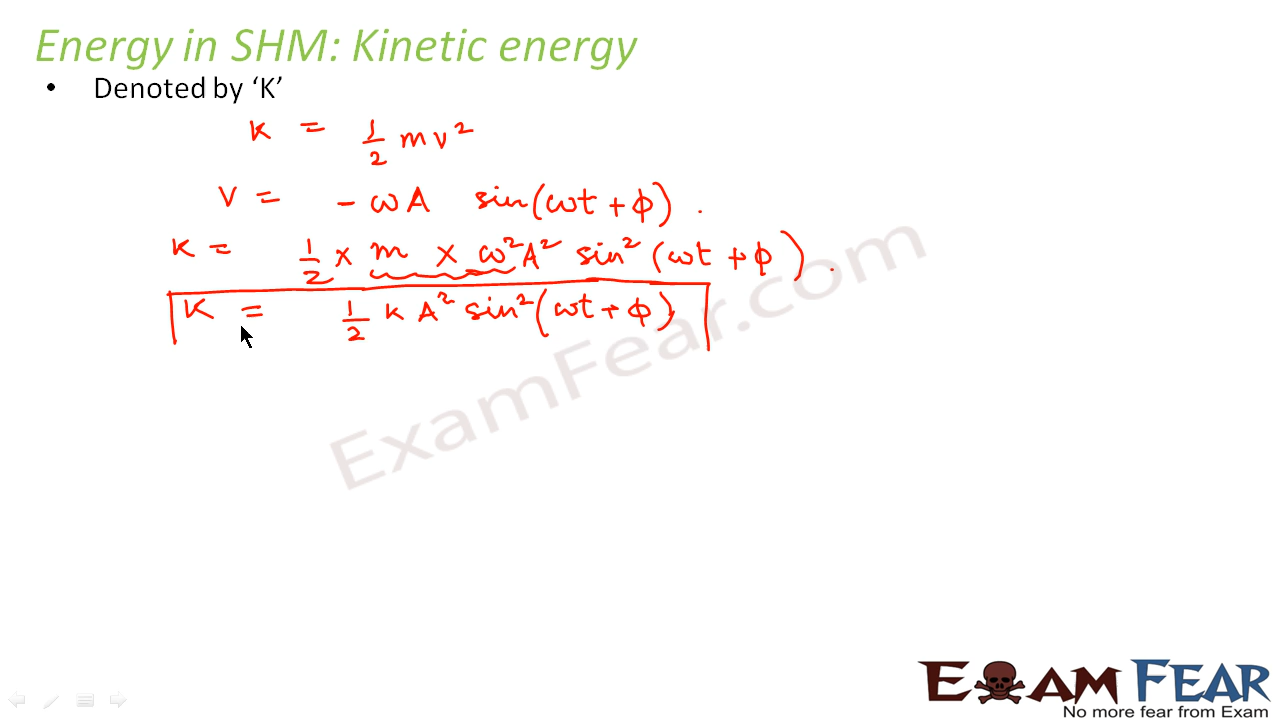 Energy in SHM: Kinetic energy
• Denoted by ‘K’
K = 1/2 mv²
V = - ωA sin(ωt + ϕ) .
K = 1/2 × m × ω²A² sin² (ωt + ϕ) .
K = 1/2 K A² sin² (ωt + ϕ)
ExamFear.com
EXAM FEAR
No more fear from Exam